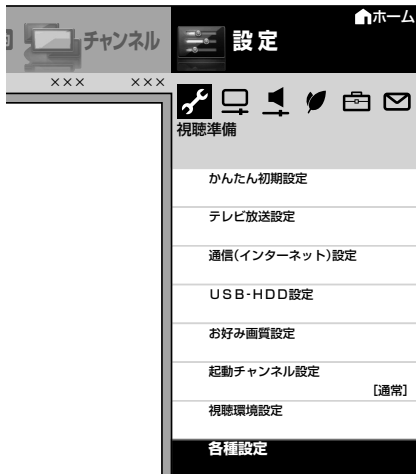 チャンネル
設定
ホーム
××× ×××
視聴準備
かんたん初期設定
テレビ放送設定
通信(インターネット)設定
USB-HDD設定
お好み画質設定
起動チャンネル設定
[通常]
視聴環境設定
各種設定